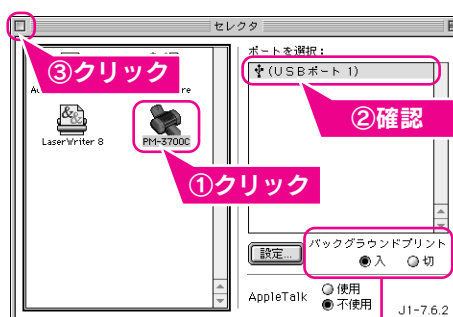 セレクタ
③クリック
ポートを選択：
(USBポート 1)
②確認
LaserWriter 8
PM-3700C
①クリック
設定...
バックグラウンドプリント
入 切
AppleTalk
使用
不使用
J1-7.6.2